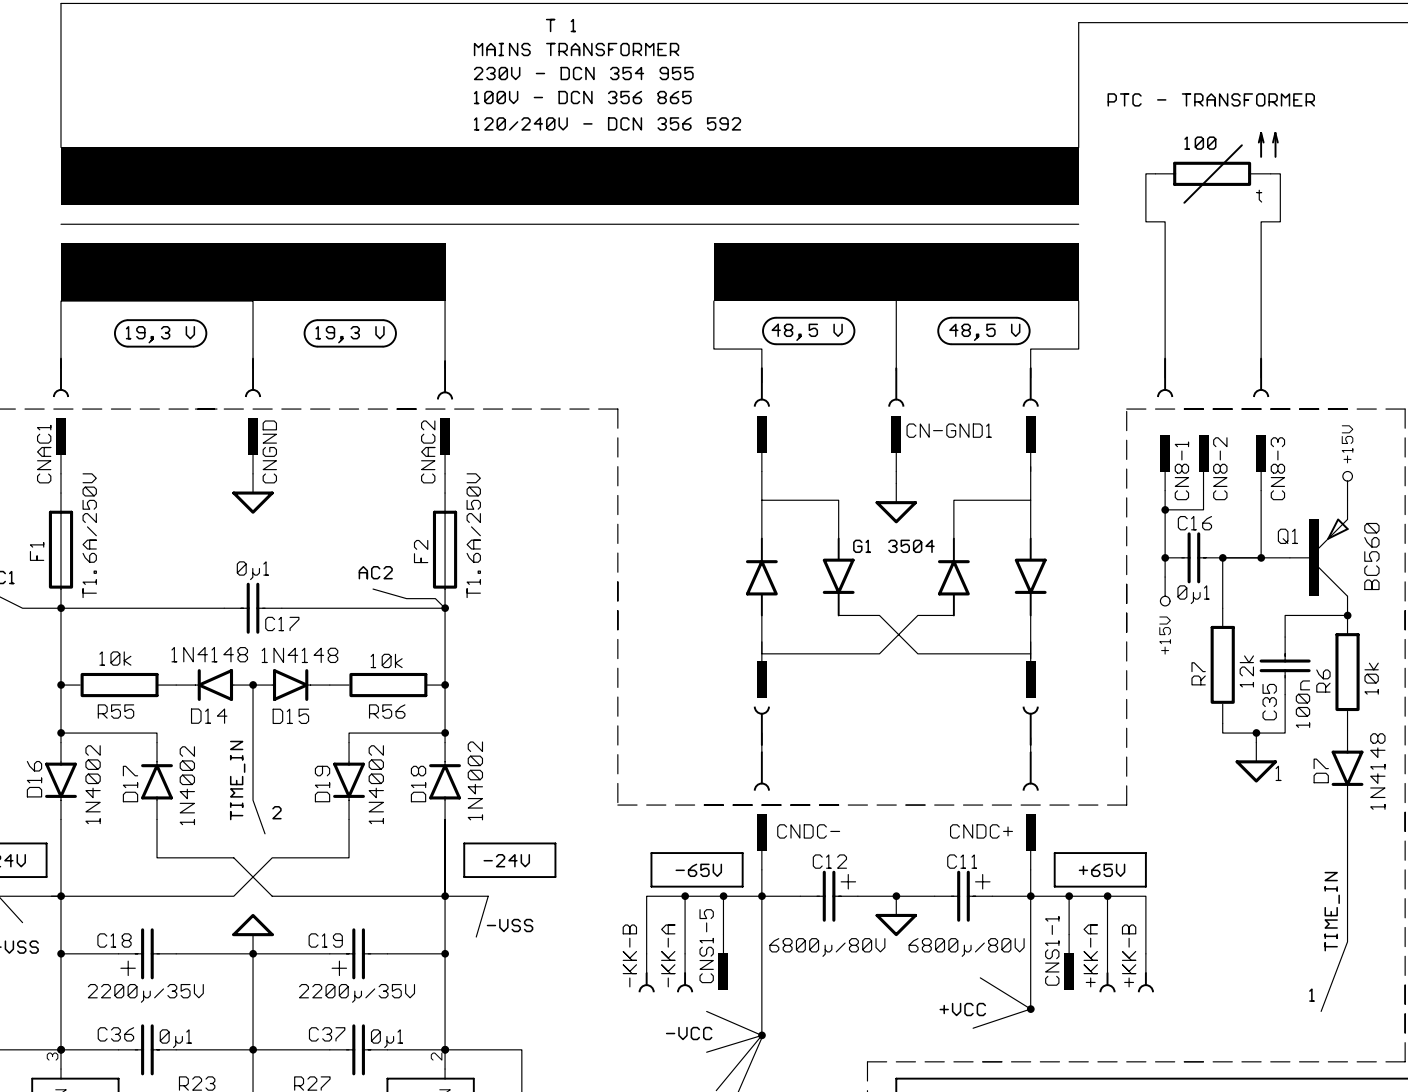 T 1
MAINS TRANSFORMER
230V - DCN 354 955
100V - DCN 356 865
120/240V - DCN 356 592
PTC - TRANSFORMER
100
t
19,3 V
19,3 V
48,5 V
48,5 V
CNAC1
CNGND
CNAC2
CN-GND1
CN8-1
CN8-2
CN8-3
+15V
F1
T1.6A/250V
F2
T1.6A/250V
G1 3504
C16
0µ1
Q1
BC560
+15V
C1
0µ1
C17
AC2
10k
R55
1N4148
D14
1N4148
D15
10k
R56
R7
12k
C35
100n
R6
10k
D16
1N4002
D17
1N4002
TIME_IN
2
D19
1N4002
D18
1N4002
1
D7
1N4148
CNDC-
CNDC+
24V
-24V
-65V
C12
+
C11
+
+65V
-VSS
6800µ/80V
6800µ/80V
-KK-B
-KK-A
CNS1-5
CNS1-1
+KK-A
+KK-B
TIME_IN
1
+VSS
C18
+
2200µ/35V
C19
+
2200µ/35V
-VCC
+VCC
C36
0µ1
C37
0µ1
3
2
R23
R27